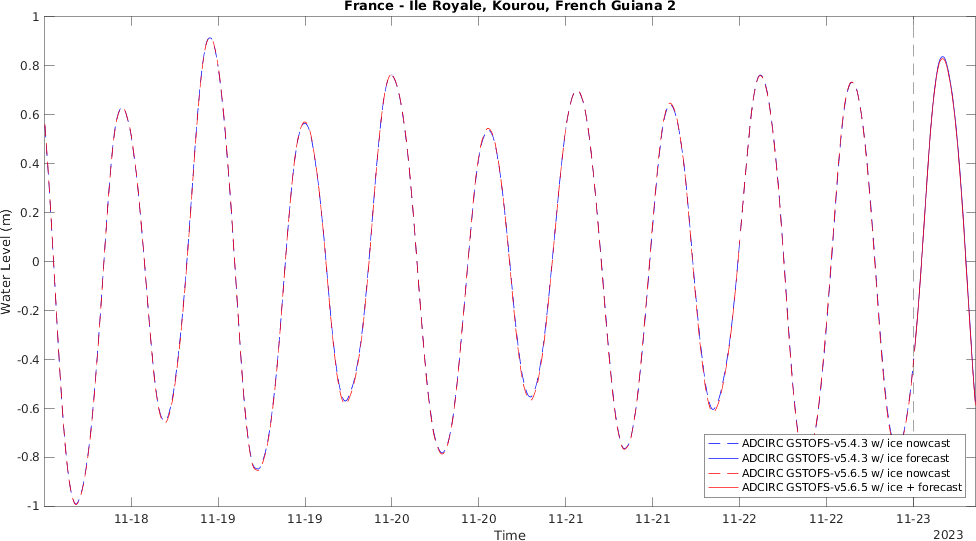 France - Ile Royale, Kourou, French Guiana 2
1
0.8
0.6
0.4
0.2
0
-0.2
-0.4
-0.6
-0.8
-1
Water Level (m)
ADCIRC GSTOFS-v5.4.3 w/ ice nowcast
ADCIRC GSTOFS-v5.4.3 w/ ice forecast
ADCIRC GSTOFS-v5.6.5 w/ ice nowcast
ADCIRC GSTOFS-v5.6.5 w/ ice + forecast
11-18 11-19 11-19 11-20 11-20 11-21 11-21 11-22 11-22 11-23
Time
2023